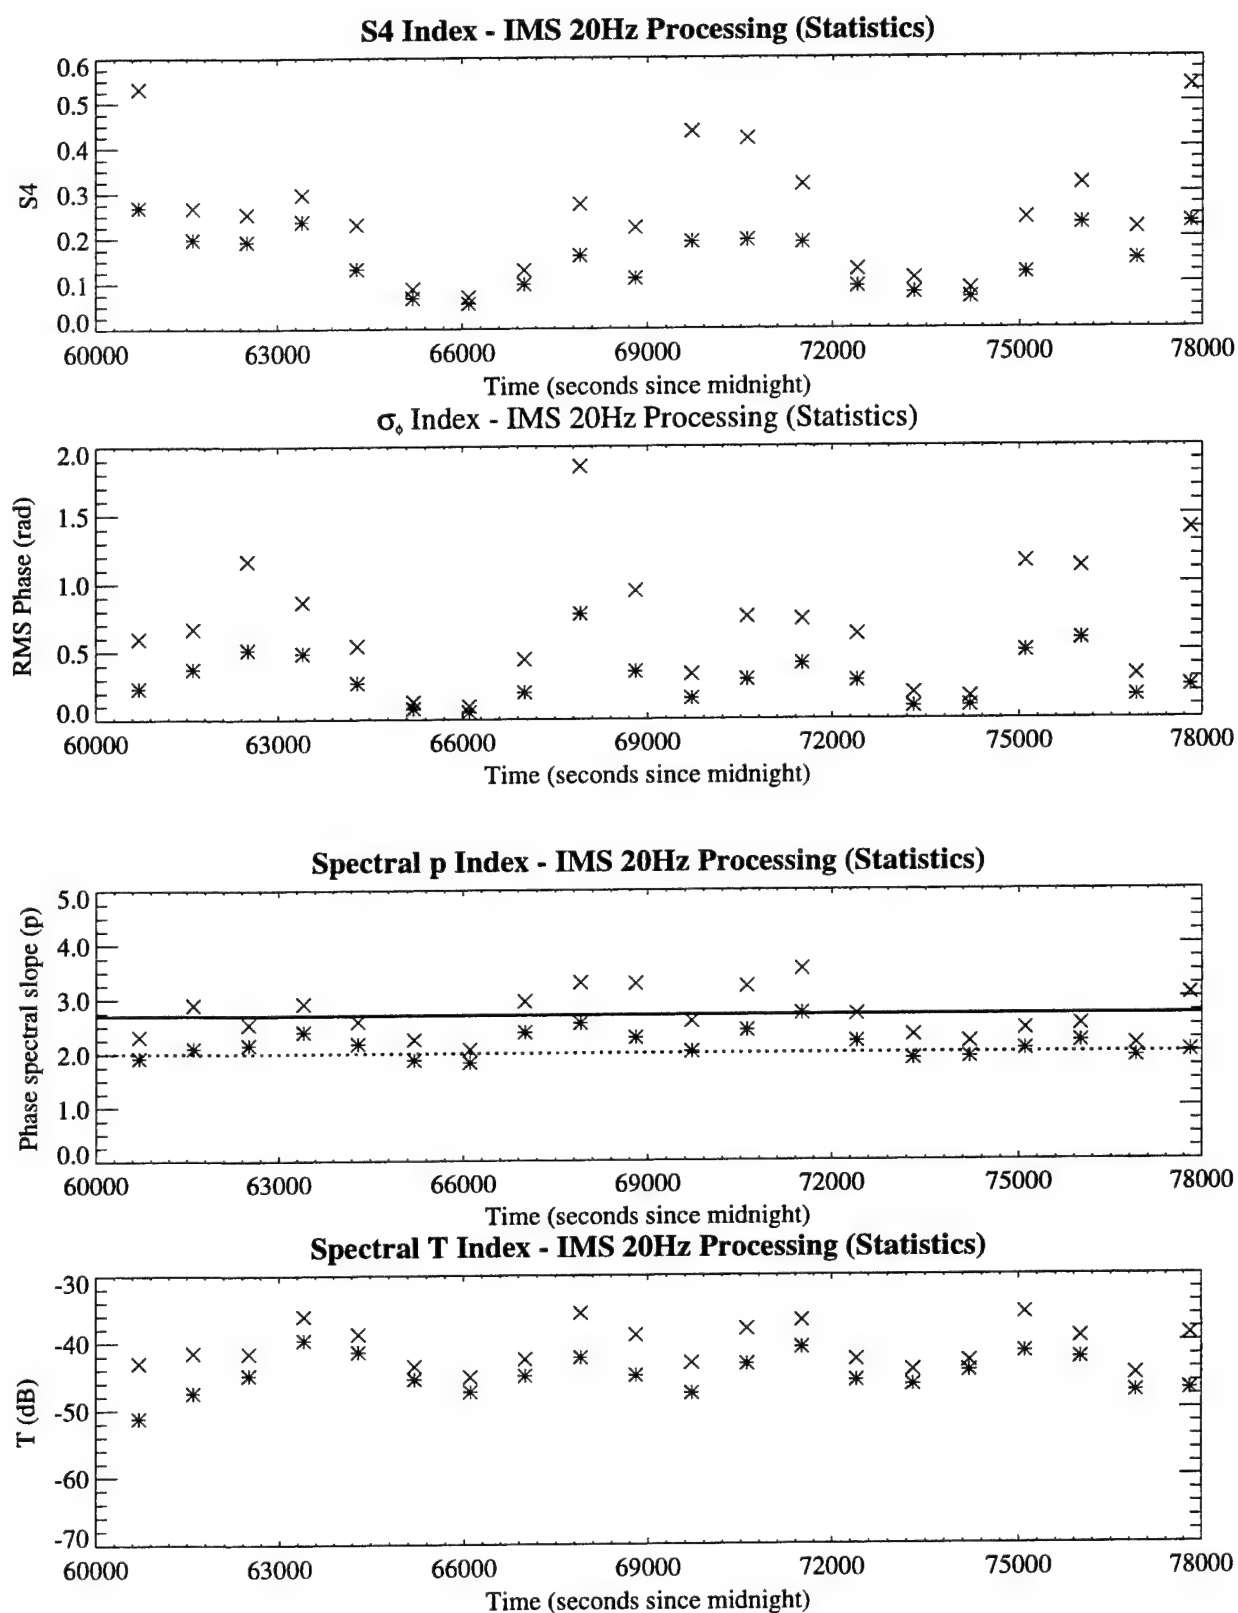 S4 Index - IMS 20Hz Processing (Statistics)
0.6
0.5
0.4
0.3
0.2
0.1
0.0
S4
60000 63000 66000 69000 72000 75000 78000
Time (seconds since midnight)
σϕ Index - IMS 20Hz Processing (Statistics)
2.0
1.5
1.0
0.5
0.0
RMS Phase (rad)
60000 63000 66000 69000 72000 75000 78000
Time (seconds since midnight)
Spectral p Index - IMS 20Hz Processing (Statistics)
5.0
4.0
3.0
2.0
1.0
0.0
Phase spectral slope (p)
60000 63000 66000 69000 72000 75000 78000
Time (seconds since midnight)
Spectral T Index - IMS 20Hz Processing (Statistics)
-30
-40
-50
-60
-70
T (dB)
60000 63000 66000 69000 72000 75000 78000
Time (seconds since midnight)